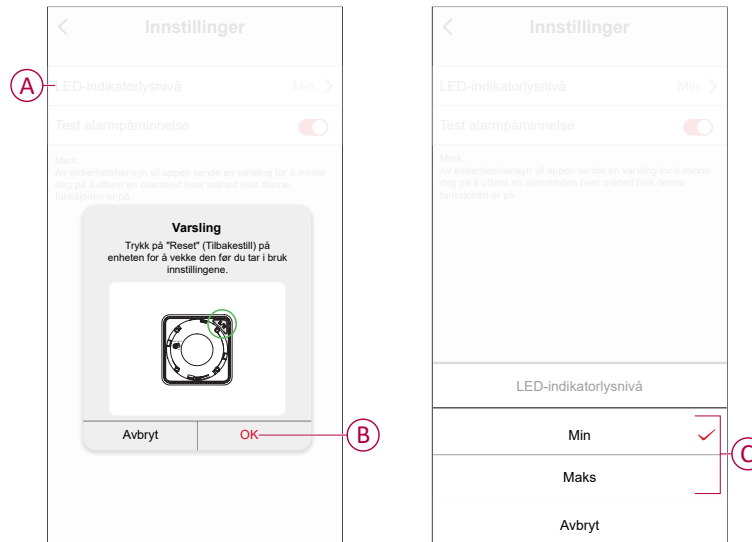 Innstillinger
A
LED-indikatorlysnivå Min
Test alarmpåminnelse
Merk:
Av sikkerhetshensyn vil appen sende en varsling for å minne
deg på å utføre en alarmtesten hver måned hvis denne
funksjonen er på.
Varsling
Trykk på "Reset" (Tilbakestill) på
enheten for å vekke den før du tar i bruk
innstillingene.
Avbryt OK
B
Innstillinger
LED-indikatorlysnivå Min
Test alarmpåminnelse
Merk:
Av sikkerhetshensyn vil appen sende en varsling for å minne
deg på å utføre en alarmtesten hver måned hvis denne
funksjonen er på.
LED-indikatorlysnivå
Min
C
Maks
Avbryt